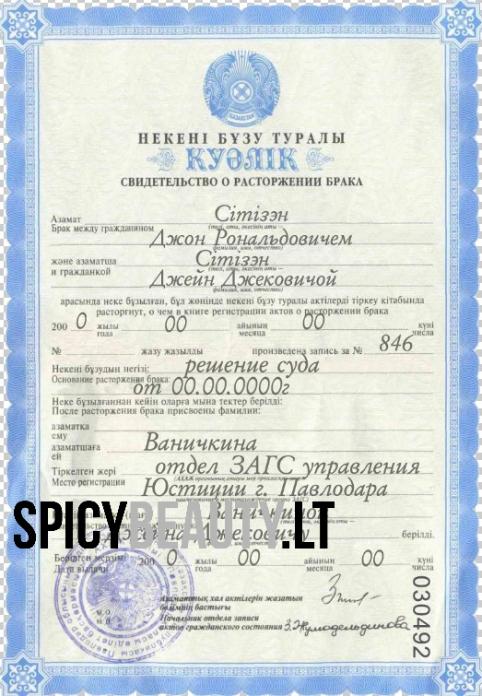 ҚАЗАҚСТАН
НЕКЕНІ БҰЗУ ТУРАЛЫ
КУӘЛІК
СВИДЕТЕЛЬСТВО О РАСТОРЖЕНИИ БРАКА
Азамат Сітізэн
Брак между гражданином (тегі, аты, әкесінің аты —
Джон Рональдовичем
фамилия, имя, отчество)
және азаматша Сітізэн
и гражданкой (тегі, аты, әкесінің аты —
Джейн Джековичой
фамилия, имя, отчество)
арасында неке бұзылған, бұл жөнінде некені бұзу туралы актілерді тіркеу кітабында
расторгнут, о чем в книге регистрации актов о расторжении брака
200 0 жылы 00 айының 00 күні
года месяца числа
№ жазу жазылды произведена запись за № 846
Некені бұзудың негізі: решение суда
Основание расторжения брака от 00.00.0000г
Неке бұзылғаннан кейін оларға мына тектер берілді:
После расторжения брака присвоены фамилии:
азаматқа
ему
азаматшаға Ваничкина
ей
Тіркелген жері отдел ЗАГС управления
Место регистрации
Юстиции г. Павлодара
Ваничкиной
SPICYBEAUTY.LT
Джейна Джековичу берілді.
Берілген мерзімі 200 0 жылы 00 айының 00 күні
Дата выдачи года месяца числа
М.О.
М.П.
Азаматтық хал актілерін жазатын
бөлімнің бастығы
Начальник отдела записи
актов гражданского состояния
030492